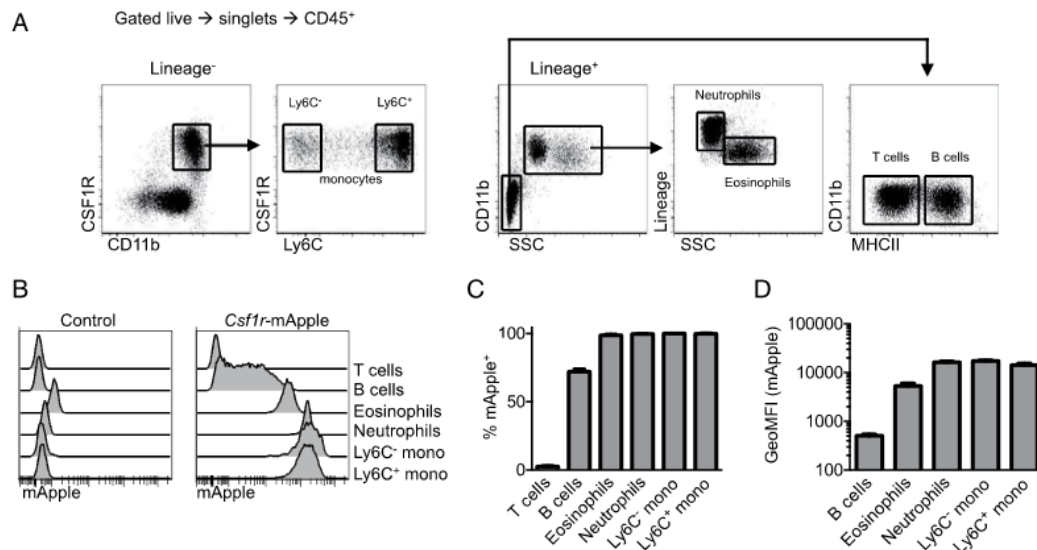 A
Gated live → singlets → CD45⁺
Lineage⁻
CSF1R
CD11b
Ly6C⁻
Ly6C⁺
monocytes
CSF1R
Ly6C
Lineage⁺
CD11b
SSC
Neutrophils
Eosinophils
Lineage
SSC
T cells
B cells
CD11b
MHCII
B
Control
mApple
Csf1r-mApple
mApple
T cells
B cells
Eosinophils
Neutrophils
Ly6C⁻ mono
Ly6C⁺ mono
C
% mApple⁺
100
50
0
T cells
B cells
Eosinophils
Neutrophils
Ly6C⁻ mono
Ly6C⁺ mono
D
GeoMFI (mApple)
100000
10000
1000
100
B cells
Eosinophils
Neutrophils
Ly6C⁻ mono
Ly6C⁺ mono